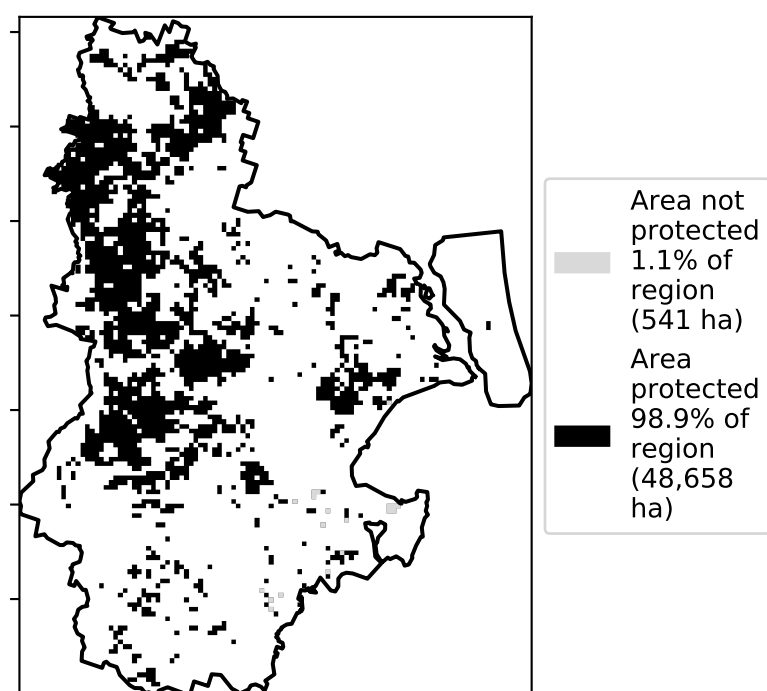 Area not
protected
1.1% of
region
(541 ha)
Area
protected
98.9% of
region
(48,658
ha)